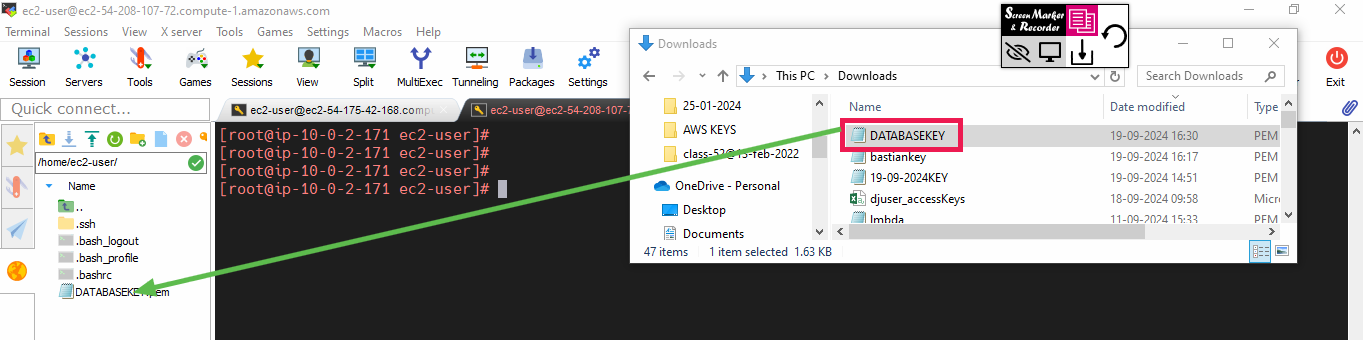 ec2-user@ec2-54-208-107-72.compute-1.amazonaws.com
Terminal Sessions View X server Tools Games Settings Macros Help
Session Servers Tools Games Sessions View Split MultiExec Tunneling Packages Settings Exit
Quick connect...
ec2-user@ec2-54-175-42-168.compu
ec2-user@ec2-54-208-107-7
/home/ec2-user/
Name
..
.ssh
.bash_logout
.bash_profile
.bashrc
DATABASEKEY.pem
[root@ip-10-0-2-171 ec2-user]#
[root@ip-10-0-2-171 ec2-user]#
[root@ip-10-0-2-171 ec2-user]#
[root@ip-10-0-2-171 ec2-user]#
Downloads
This PC > Downloads
Search Downloads
25-01-2024
AWS KEYS
class-52@15-feb-2022
OneDrive - Personal
Desktop
Documents
Name Date modified Type
DATABASEKEY 19-09-2024 16:30 PEM
bastiankey 19-09-2024 16:17 PEM
19-09-2024KEY 19-09-2024 14:51 PEM
djuser_accessKeys 18-09-2024 09:58 Micr
lmbda 11-09-2024 15:33 PEM
47 items 1 item selected 1.63 KB
Screen Marker
& Recorder